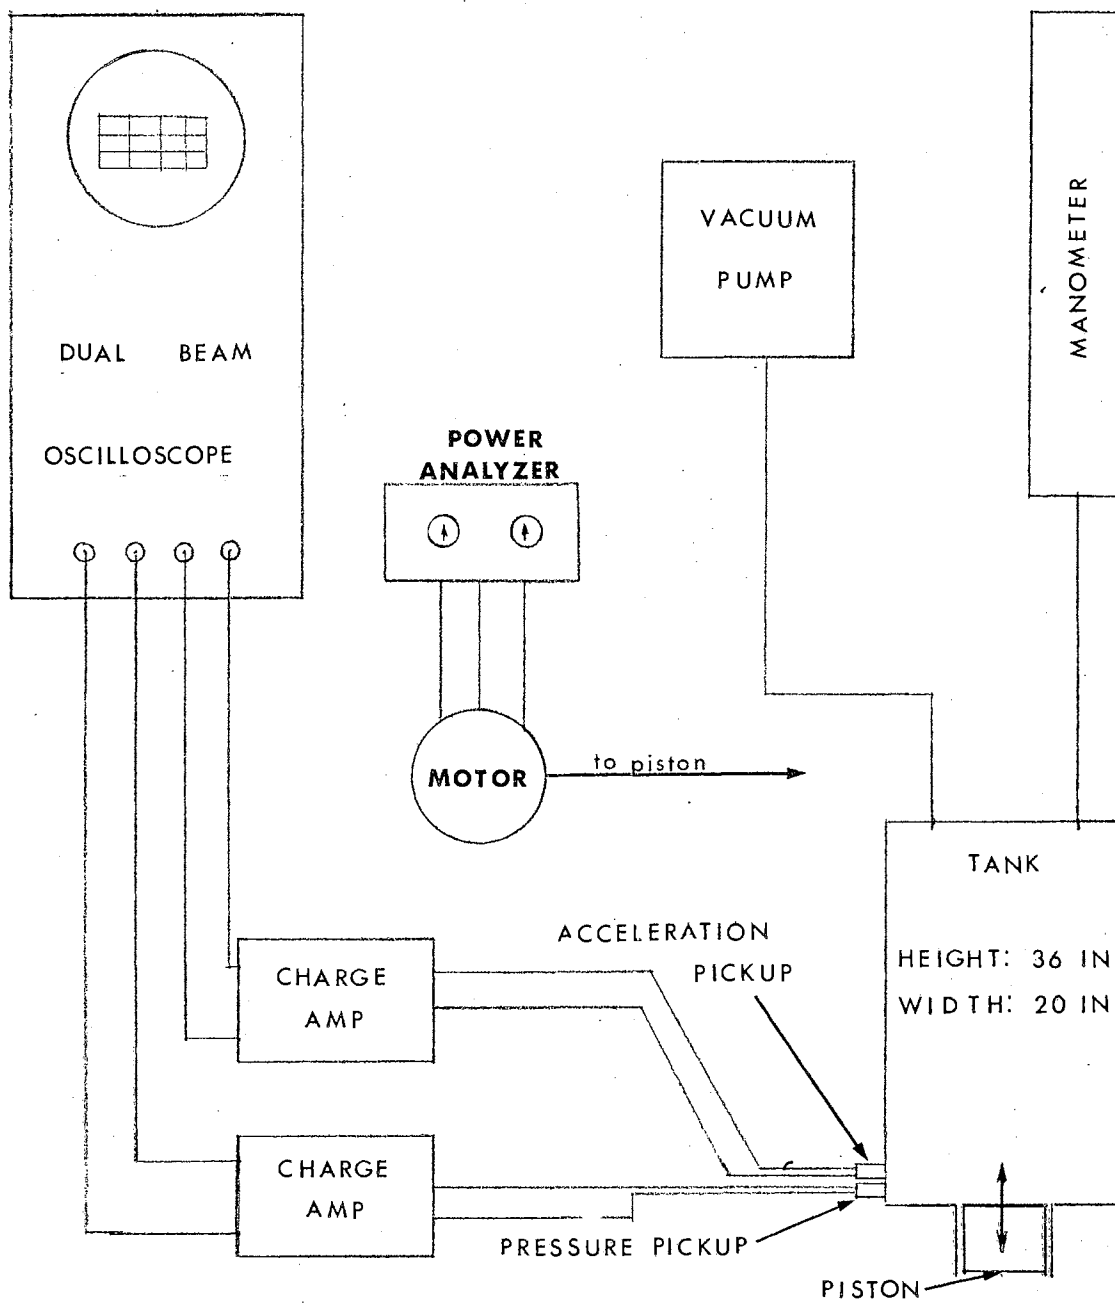 DUAL BEAM
OSCILLOSCOPE
POWER
ANALYZER
MOTOR
to piston
VACUUM
PUMP
MANOMETER
TANK
HEIGHT: 36 IN
WIDTH: 20 IN
ACCELERATION
PICKUP
CHARGE
AMP
CHARGE
AMP
PRESSURE PICKUP
PISTON